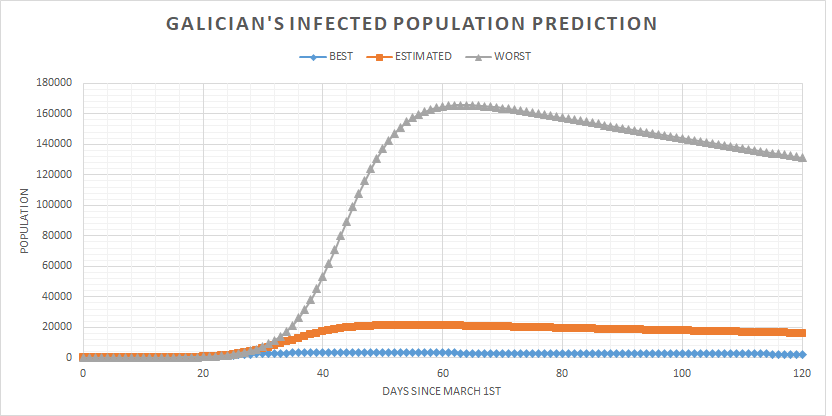 GALICIAN'S INFECTED POPULATION PREDICTION
BEST ESTIMATED WORST
180000
160000
140000
120000
100000
80000
60000
40000
20000
0
POPULATION
0 20 40 60 80 100 120
DAYS SINCE MARCH 1ST